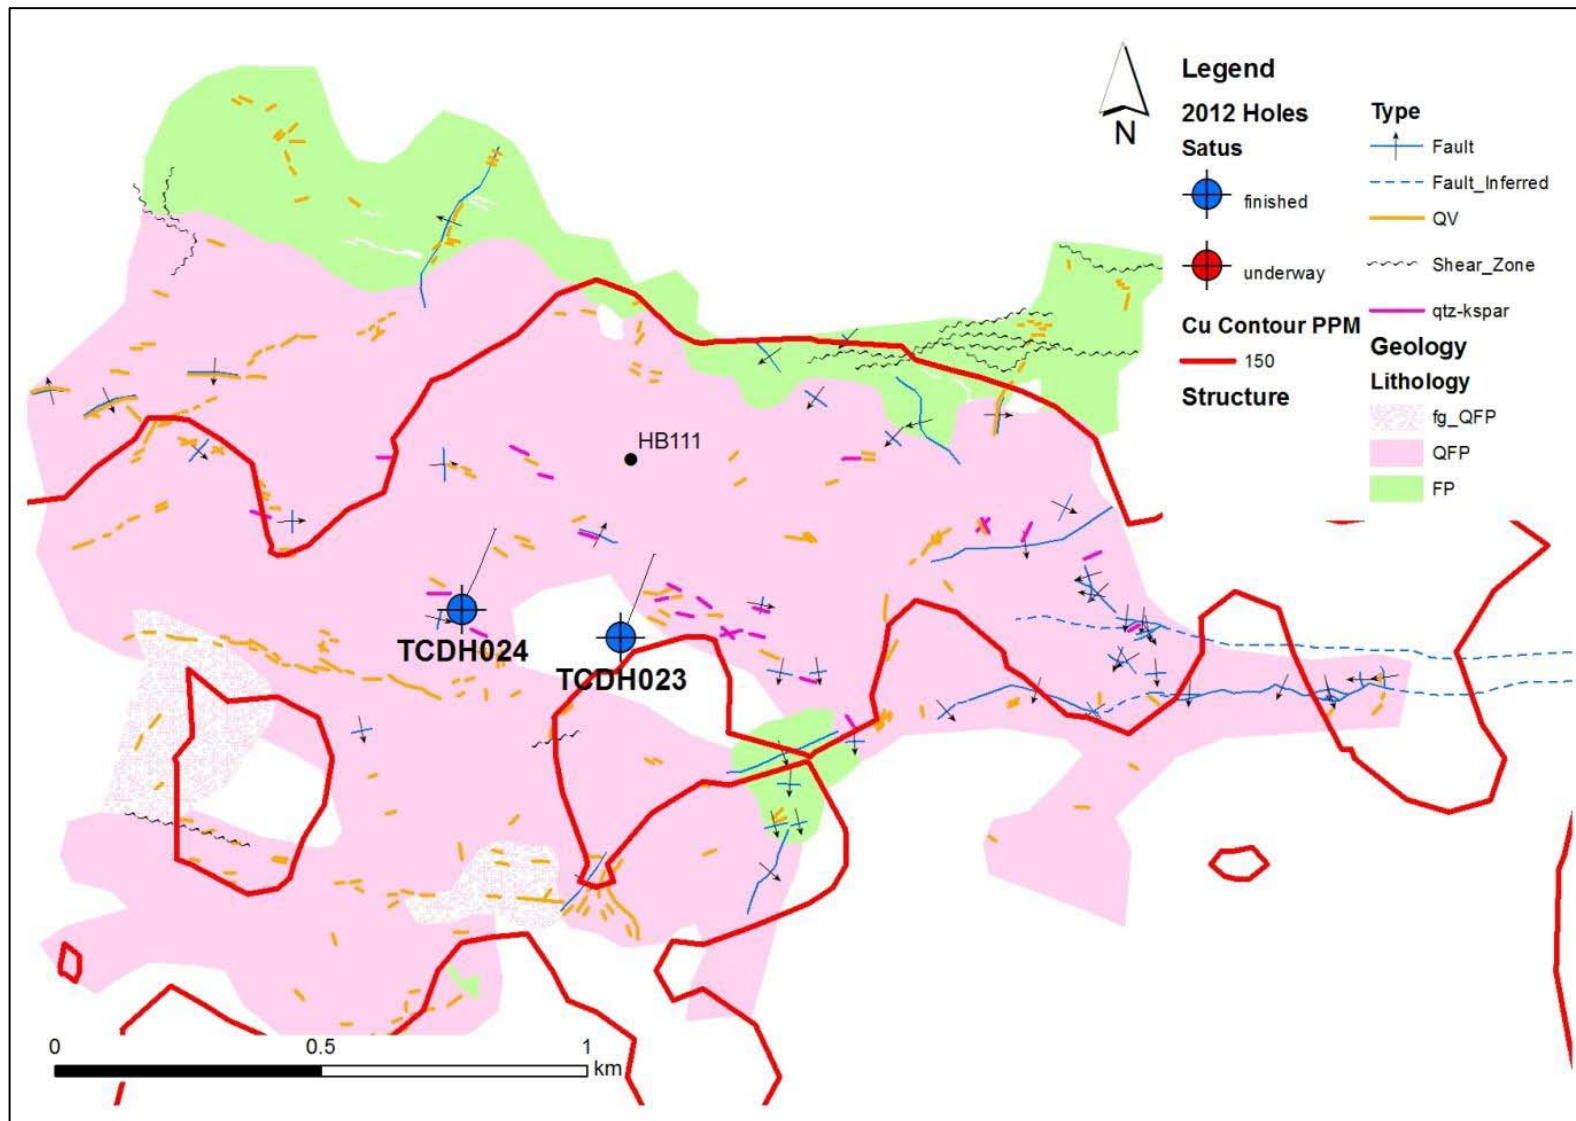 Legend
2012 Holes
Satus
finished
underway
Cu Contour PPM
150
Structure
Type
Fault
Fault_Inferred
QV
Shear_Zone
qtz-kspar
Geology
Lithology
fg_QFP
QFP
FP
N
HB111
TCDH024
TCDH023
0 0.5 1
km